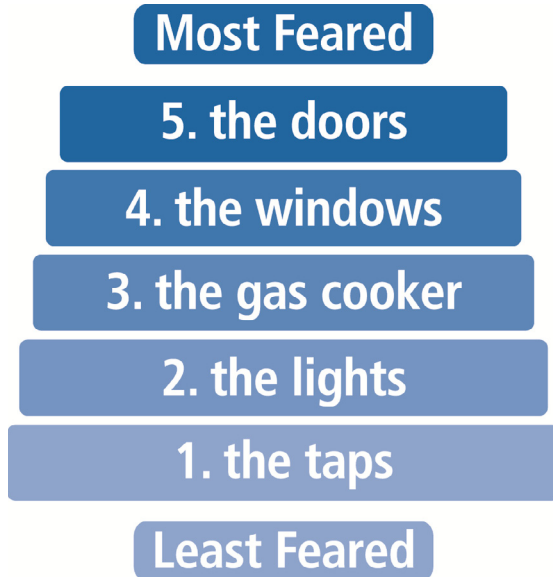 Most Feared
5. the doors
4. the windows
3. the gas cooker
2. the lights
1. the taps
Least Feared